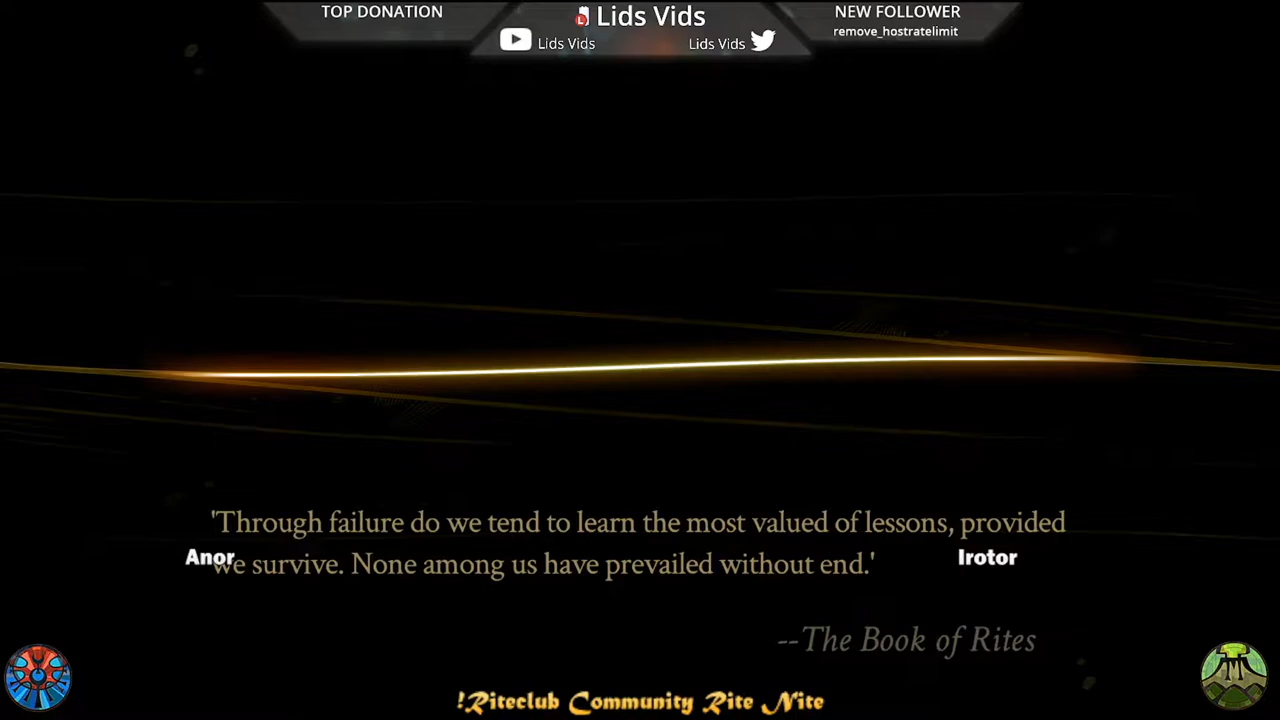 TOP DONATION
Lids Vids
NEW FOLLOWER
remove_hostratelimit
Lids Vids
Lids Vids
'Through failure do we tend to learn the most valued of lessons, provided
we survive. None among us have prevailed without end.'
Anor
Irotor
--The Book of Rites
!Riteclub Community Rite Nite